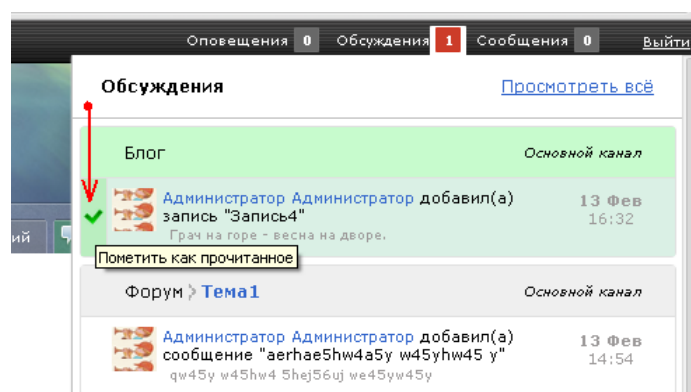 Оповещения 0 Обсуждения 1 Сообщения 0 Выйти
Обсуждения Просмотреть всё
Блог Основной канал
Администратор Администратор добавил(а) 13 Фев
запись "Запись4" 16:32
Грач на горе - весна на дворе.
ий
Пометить как прочитанное
Форум Тема1 Основной канал
Администратор Администратор добавил(а) 13 Фев
сообщение "aerhae5hw4a5y w45yhw45 y" 14:54
qw45y w45hw4 5hej56uj we45yw45y